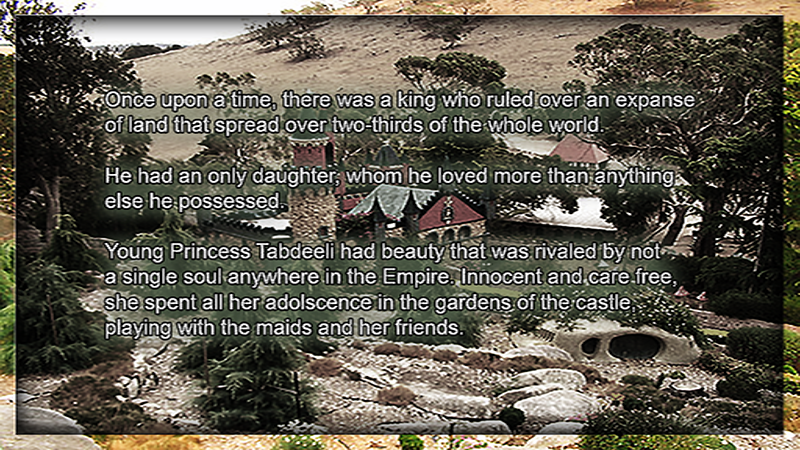 Once upon a time, there was a king who ruled over an expanse
of land that spread over two-thirds of the whole world.
He had an only daughter, whom he loved more than anything
else he possessed.
Young Princess Tabdeeli had beauty that was rivaled by not
a single soul anywhere in the Empire. Innocent and care free,
she spent all her adolscence in the gardens of the castle,
playing with the maids and her friends.